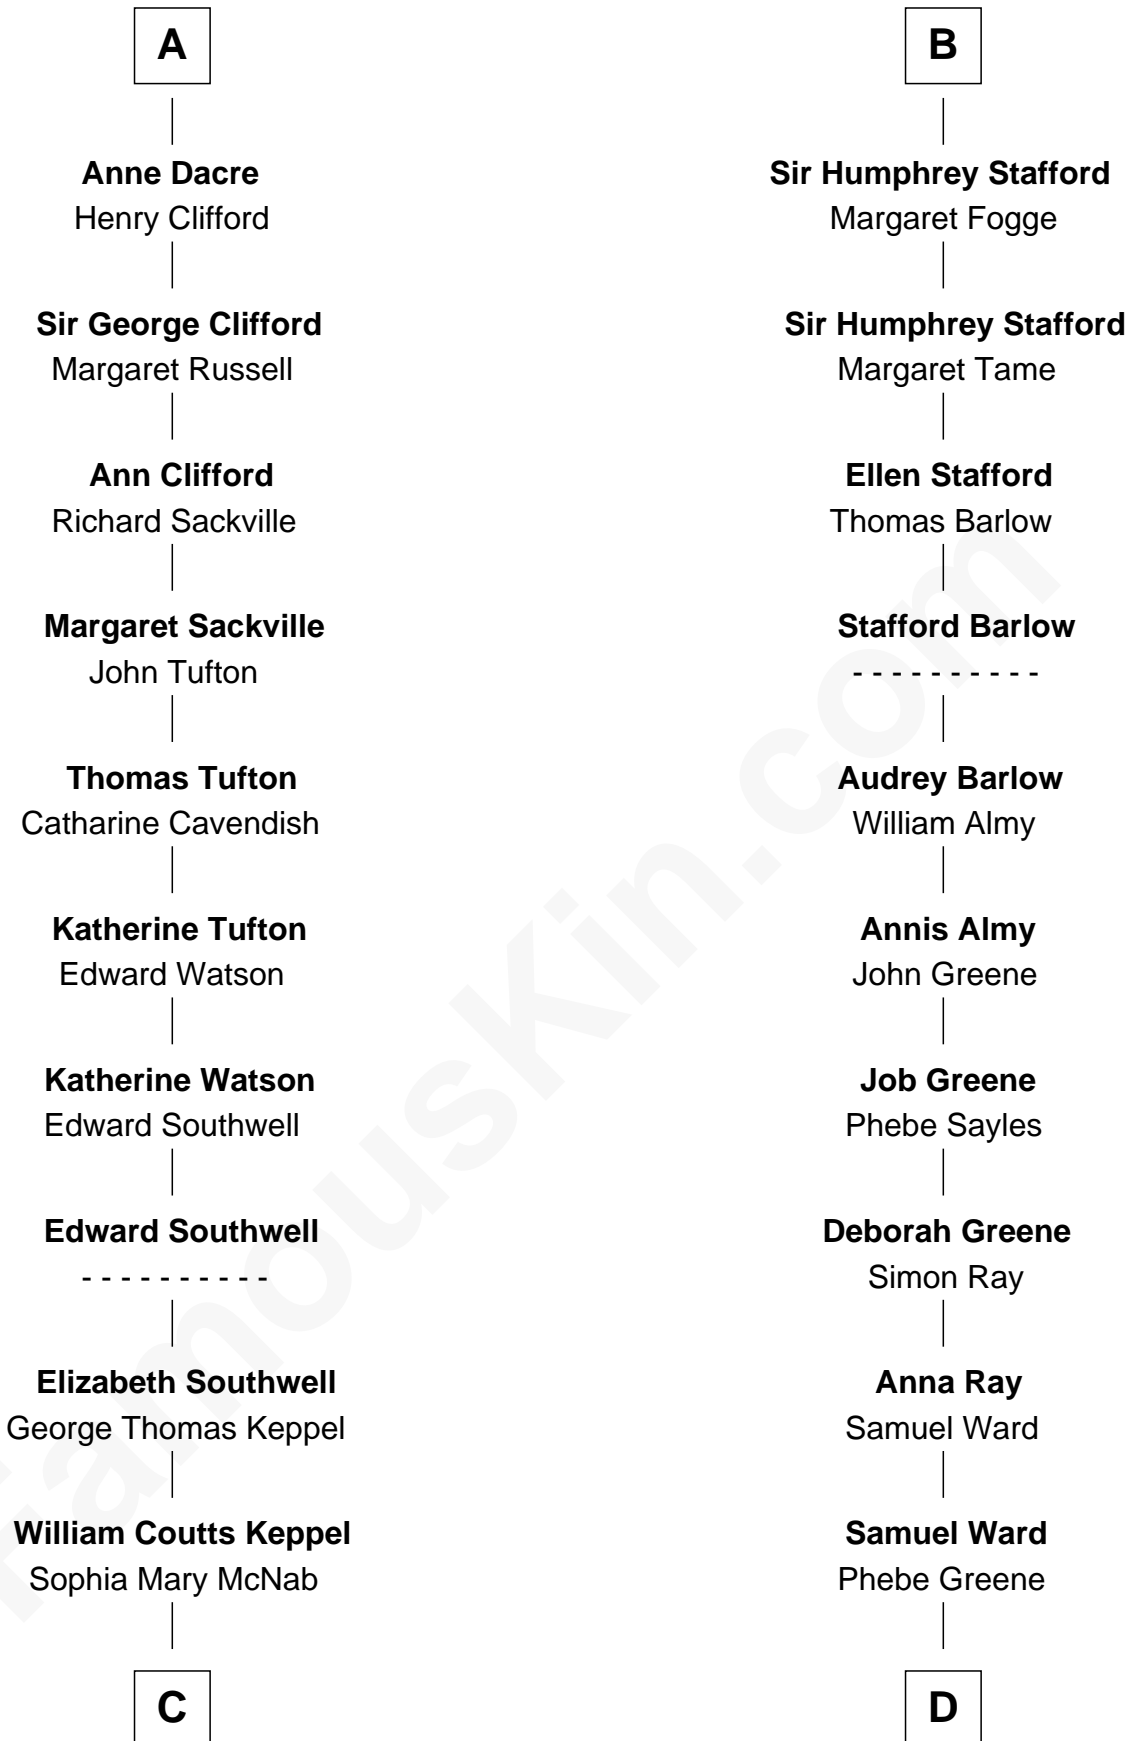 A
Anne Dacre
Henry Clifford
Sir George Clifford
Margaret Russell
Ann Clifford
Richard Sackville
Margaret Sackville
John Tufton
Thomas Tufton
Catharine Cavendish
Katherine Tufton
Edward Watson
Katherine Watson
Edward Southwell
Edward Southwell
- - - - - - - - - -
Elizabeth Southwell
George Thomas Keppel
William Coutts Keppel
Sophia Mary McNab
C
B
Sir Humphrey Stafford
Margaret Fogge
Sir Humphrey Stafford
Margaret Tame
Ellen Stafford
Thomas Barlow
Stafford Barlow
- - - - - - - - - -
Audrey Barlow
William Almy
Annis Almy
John Greene
Job Greene
Phebe Sayles
Deborah Greene
Simon Ray
Anna Ray
Samuel Ward
Samuel Ward
Phebe Greene
D
FamousKin.com